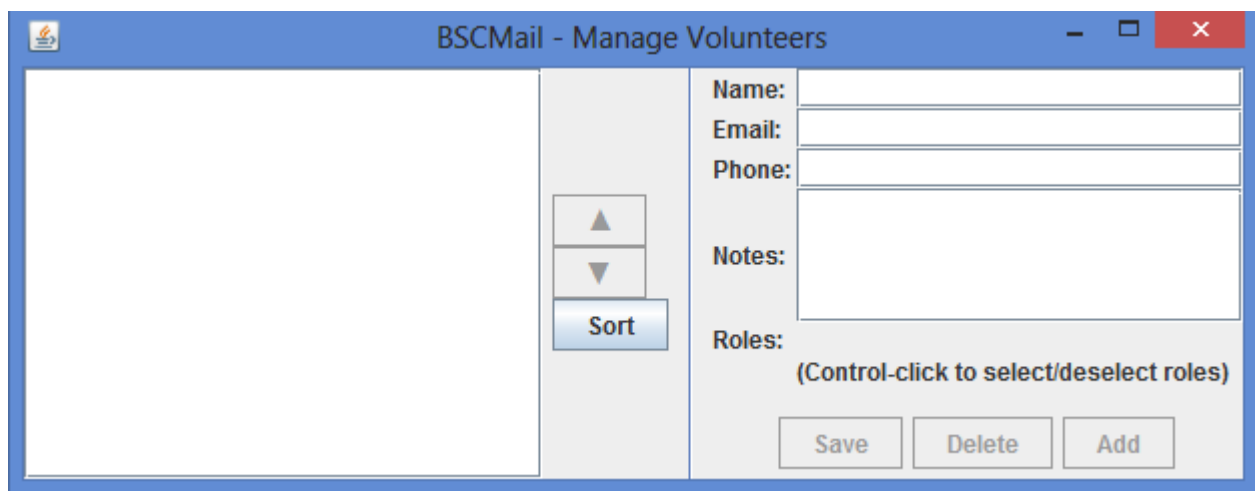 BSCMail - Manage Volunteers
Name:
Email:
Phone:
Notes:
Sort
Roles:
(Control-click to select/deselect roles)
Save Delete Add